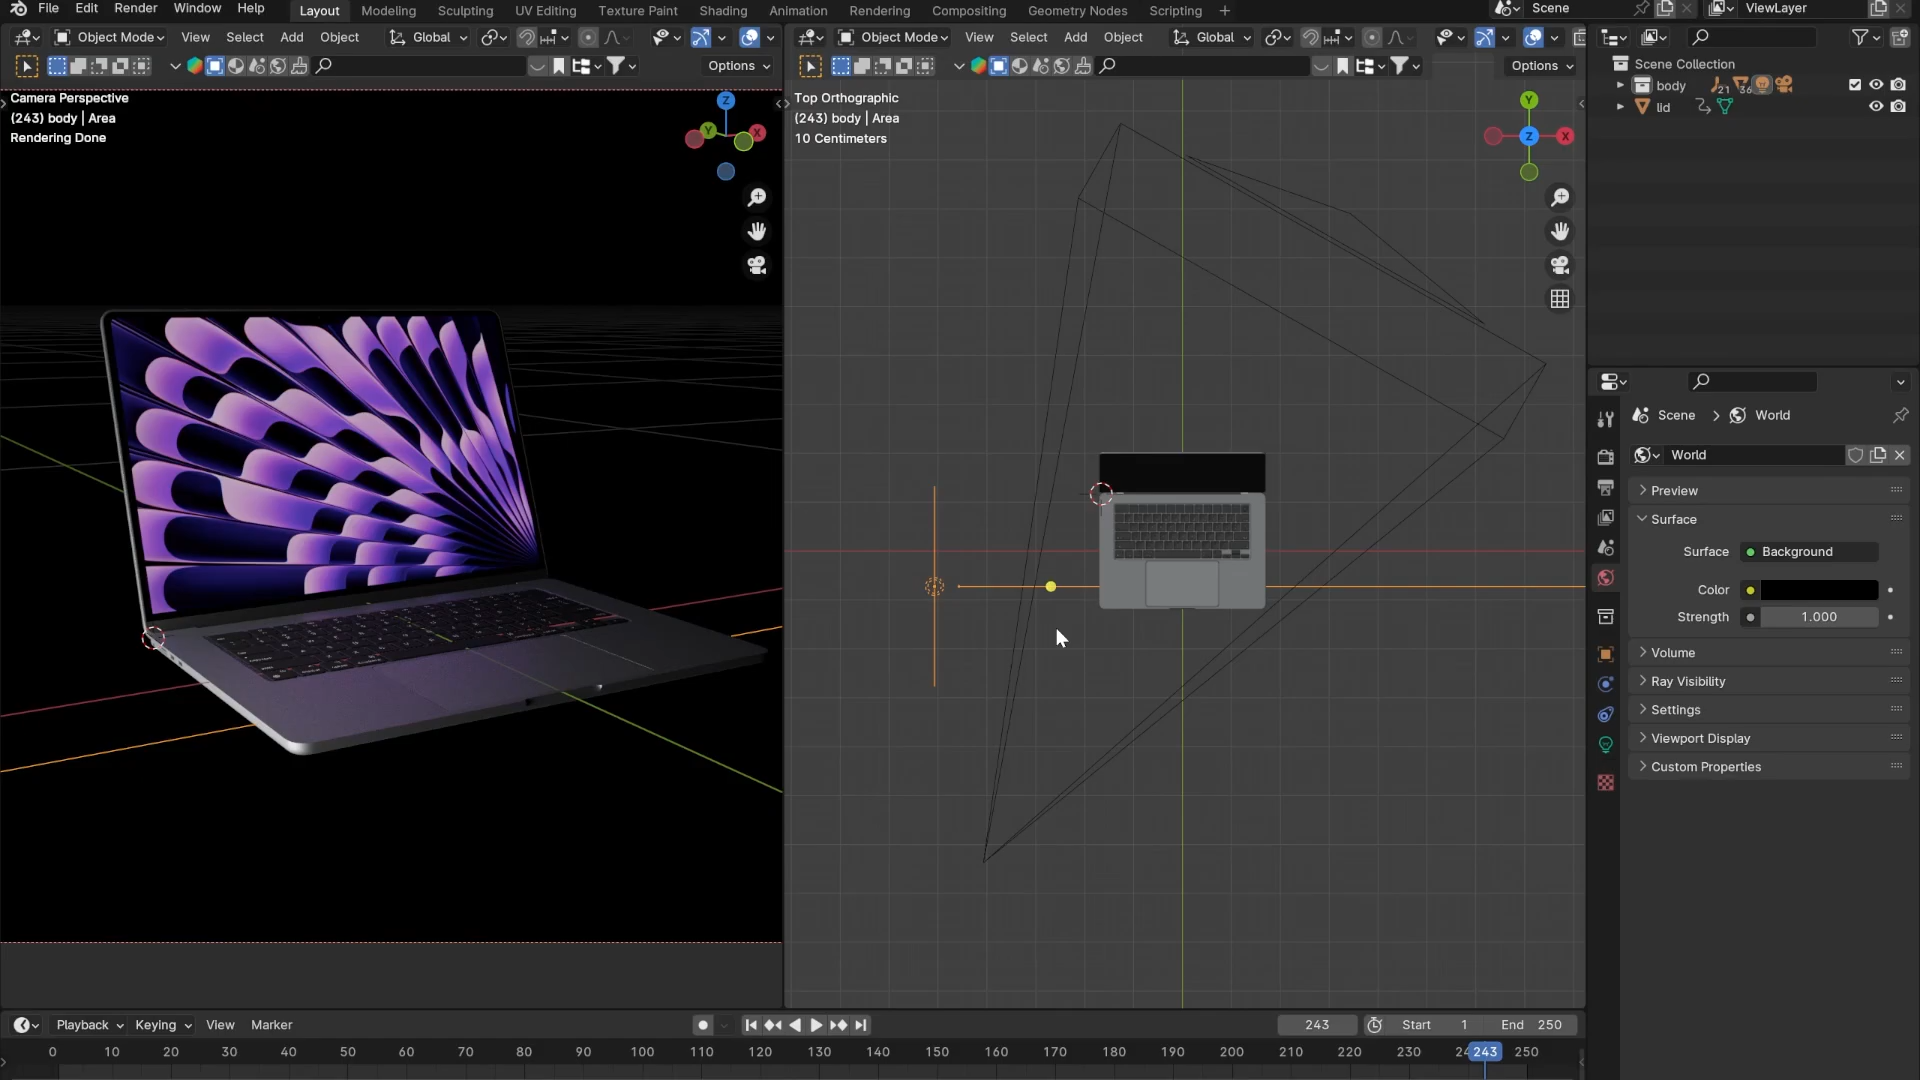 File Edit Render Window Help Layout Modeling Sculpting UV Editing Texture Paint Shading Animation Rendering Compositing Geometry Nodes Scripting + Scene ViewLayer
Object Mode View Select Add Object Global
Object Mode View Select Add Object Global
Options
Options
Camera Perspective
(243) body | Area
Rendering Done
Z
Y
X
Top Orthographic
(243) body | Area
10 Centimeters
Y
Z
X
Scene Collection
body 21 36
lid
Scene > World
World
Preview
Surface
Surface Background
Color
Strength 1.000
Volume
Ray Visibility
Settings
Viewport Display
Custom Properties
Playback Keying View Marker
243 Start 1 End 250
0 10 20 30 40 50 60 70 80 90 100 110 120 130 140 150 160 170 180 190 200 210 220 230 243 250